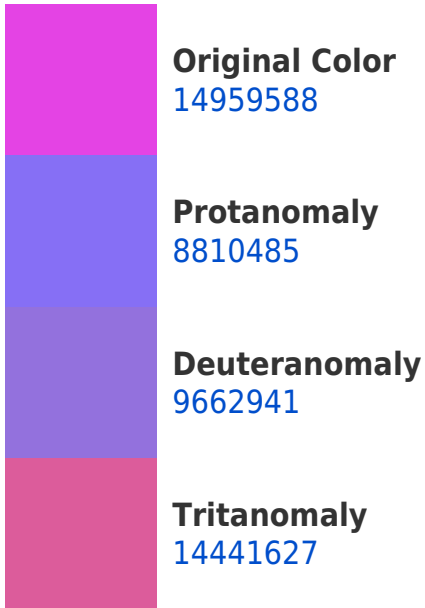 Original Color
14959588
Protanomaly
8810485
Deuteranomaly
9662941
Tritanomaly
14441627